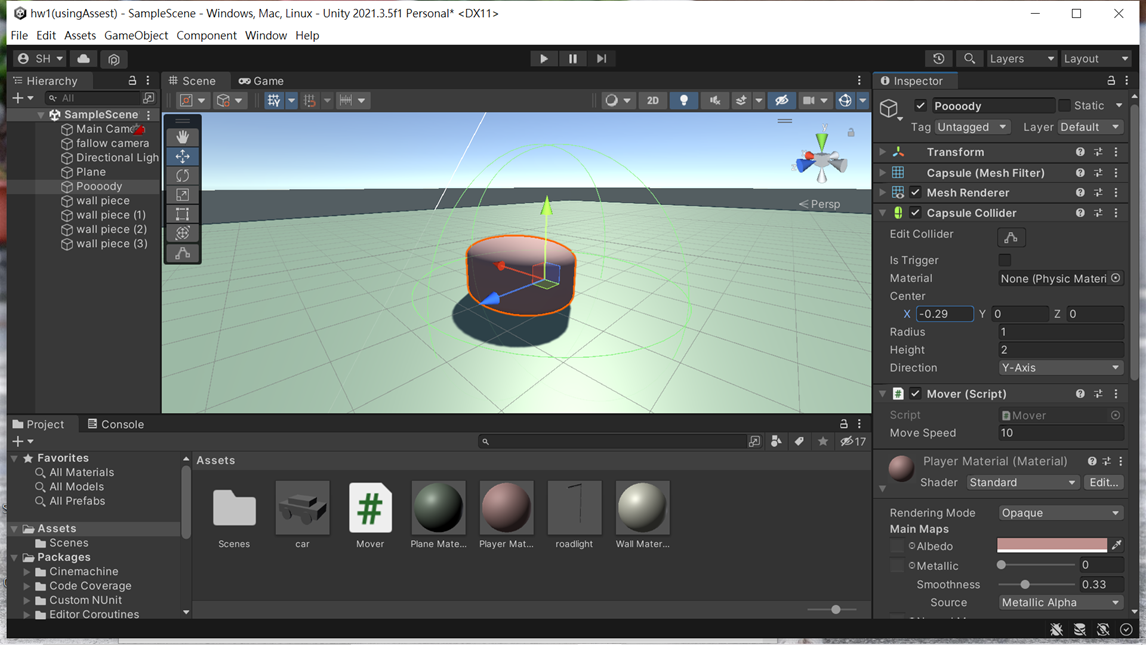 hw1(usingAssest) - SampleScene - Windows, Mac, Linux - Unity 2021.3.5f1 Personal* <DX11>
File Edit Assets GameObject Component Window Help
SH Layers Layout
Hierarchy
All
SampleScene
Main Came
fallow camera
Directional Ligh
Plane
Poooody
wall piece
wall piece (1)
wall piece (2)
wall piece (3)
Scene Game
2D
Persp
Inspector
Poooody Static
Tag Untagged Layer Default
Transform
Capsule (Mesh Filter)
Mesh Renderer
Capsule Collider
Edit Collider
Is Trigger
Material None (Physic Materi
Center
X -0.29 Y 0 Z 0
Radius 1
Height 2
Direction Y-Axis
# Mover (Script)
Script Mover
Move Speed 10
Player Material (Material)
Shader Standard Edit...
Rendering Mode Opaque
Main Maps
Albedo
Metallic 0
Smoothness 0.33
Source Metallic Alpha
Project Console
17
Favorites
All Materials
All Models
All Prefabs
Assets
Scenes
Packages
Cinemachine
Code Coverage
Custom NUnit
Editor Coroutines
Assets
#
Scenes car Mover Plane Mate... Player Mat... roadlight Wall Mater...